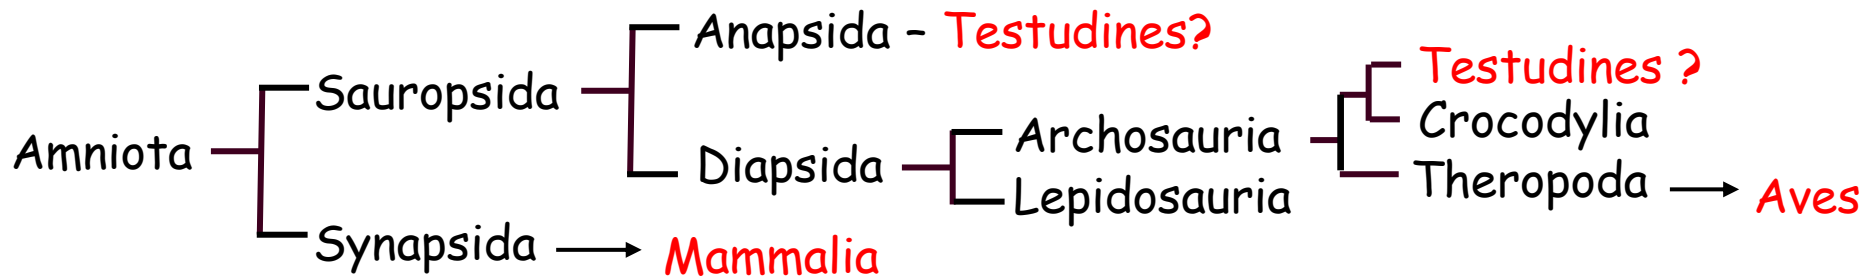 Anapsida – Testudines?
Testudines ?
Sauropsida
Crocodylia
Archosauria
Amniota
Diapsida
Theropoda
Lepidosauria
Aves
Synapsida
Mammalia